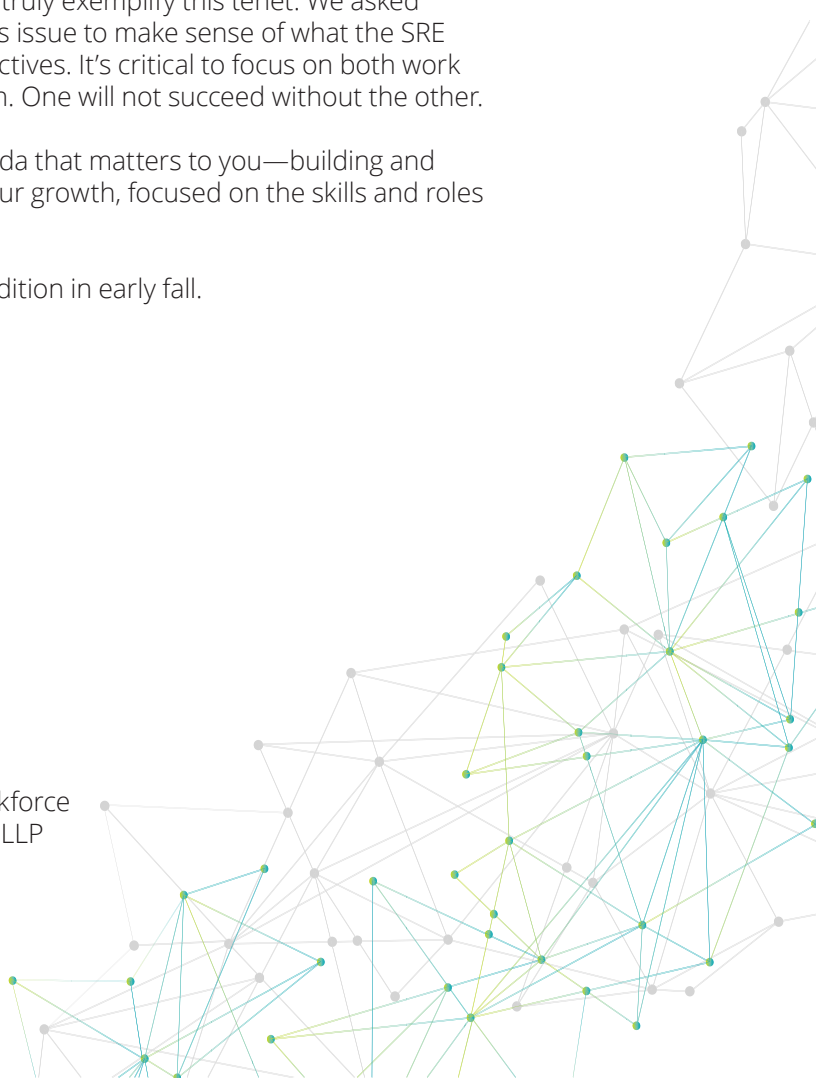 truly exemplify this tenet. We asked
s issue to make sense of what the SRE
ctives. It’s critical to focus on both work
n. One will not succeed without the other.
da that matters to you—building and
ur growth, focused on the skills and roles
dition in early fall.
kforce
LLP